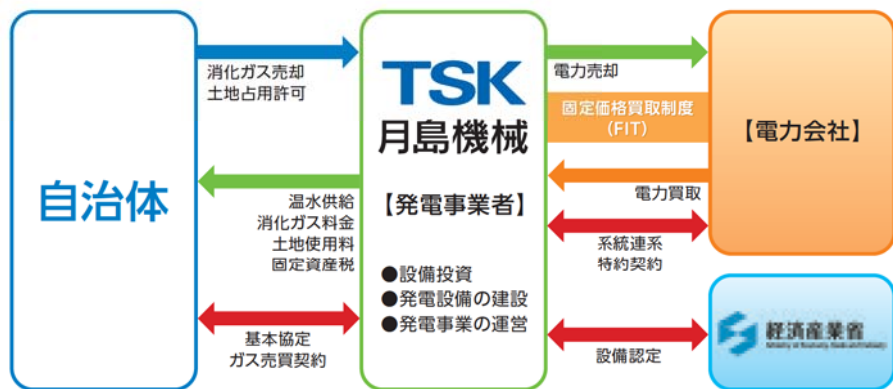 自治体
消化ガス売却
土地占用許可
温水供給
消化ガス料金
土地使用料
固定資産税
基本協定
ガス売買契約
TSK
月島機械
【発電事業者】
●設備投資
●発電設備の建設
●発電事業の運営
電力売却
固定価格買取制度
(FIT)
電力買取
系統連系
特約契約
設備認定
【電力会社】
経済産業省